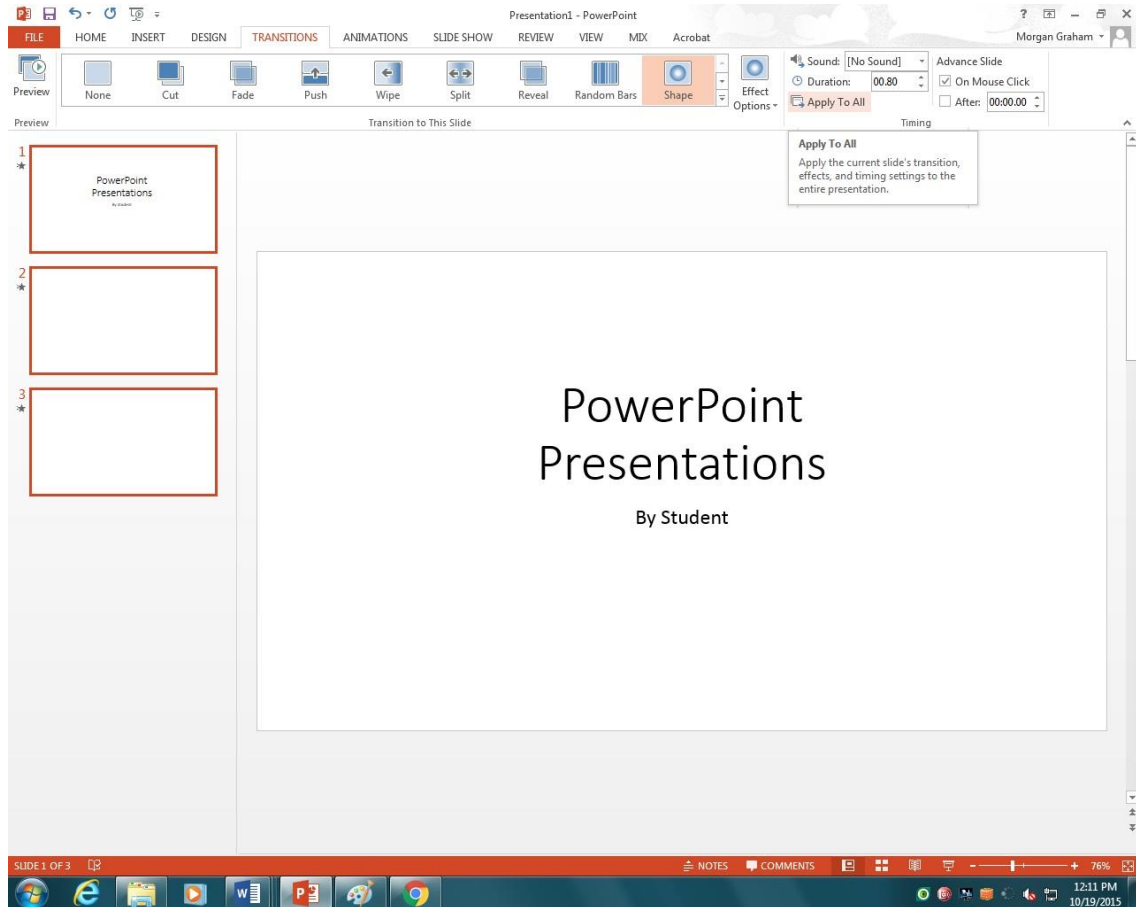 Presentation1 - PowerPoint
?
FILE HOME INSERT DESIGN TRANSITIONS ANIMATIONS SLIDE SHOW REVIEW VIEW MIX Acrobat Morgan Graham
Preview None Cut Fade Push Wipe Split Reveal Random Bars Shape Effect Options
Sound: [No Sound] Advance Slide
Duration: 00.80 On Mouse Click
Apply To All After: 00:00.00
Preview Transition to This Slide Timing
Apply To All
Apply the current slide's transition,
effects, and timing settings to the
entire presentation.
1
PowerPoint
Presentations
By Student
2
3
PowerPoint
Presentations
By Student
SLIDE 1 OF 3 NOTES COMMENTS 76%
12:11 PM
10/19/2015